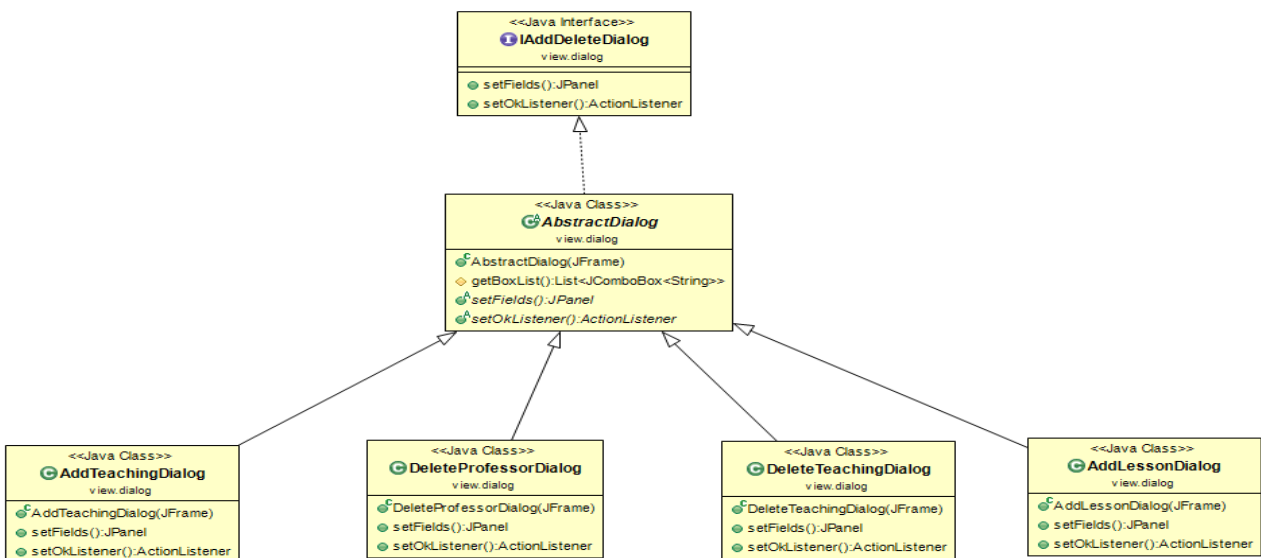 <<Java Interface>>
IAddDeleteDialog
view.dialog
setFields():JPanel
setOkListener():ActionListener
<<Java Class>>
AbstractDialog
view.dialog
AbstractDialog(JFrame)
getBoxList():List<JComboBox<String>>
setFields():JPanel
setOkListener():ActionListener
<<Java Class>>
AddTeachingDialog
view.dialog
AddTeachingDialog(JFrame)
setFields():JPanel
setOkListener():ActionListener
<<Java Class>>
DeleteProfessorDialog
view.dialog
DeleteProfessorDialog(JFrame)
setFields():JPanel
setOkListener():ActionListener
<<Java Class>>
DeleteTeachingDialog
view.dialog
DeleteTeachingDialog(JFrame)
setFields():JPanel
setOkListener():ActionListener
<<Java Class>>
AddLessonDialog
view.dialog
AddLessonDialog(JFrame)
setFields():JPanel
setOkListener():ActionListener